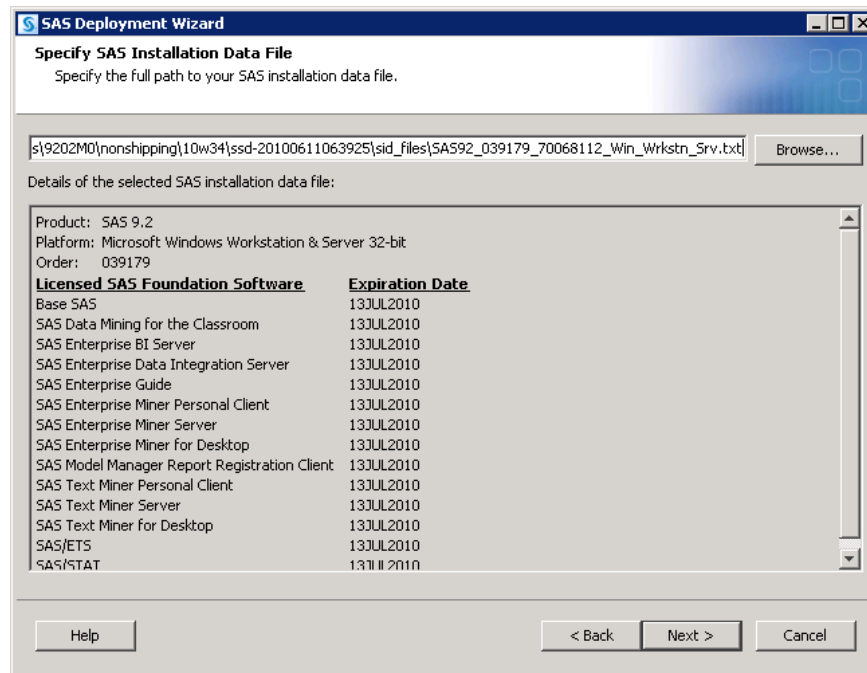 SAS Deployment Wizard
Specify SAS Installation Data File
Specify the full path to your SAS installation data file.
s\9202M0\nonshipping\10w34\ssd-20100611063925\sid_files\SAS92_039179_70068112_Win_Wrkstn_Srv.txt
Browse...
Details of the selected SAS installation data file:
Product: SAS 9.2
Platform: Microsoft Windows Workstation & Server 32-bit
Order: 039179
Licensed SAS Foundation Software Expiration Date
Base SAS 13JUL2010
SAS Data Mining for the Classroom 13JUL2010
SAS Enterprise BI Server 13JUL2010
SAS Enterprise Data Integration Server 13JUL2010
SAS Enterprise Guide 13JUL2010
SAS Enterprise Miner Personal Client 13JUL2010
SAS Enterprise Miner Server 13JUL2010
SAS Enterprise Miner for Desktop 13JUL2010
SAS Model Manager Report Registration Client 13JUL2010
SAS Text Miner Personal Client 13JUL2010
SAS Text Miner Server 13JUL2010
SAS Text Miner for Desktop 13JUL2010
SAS/ETS 13JUL2010
SAS/STAT 13JUL2010
Help
< Back
Next >
Cancel